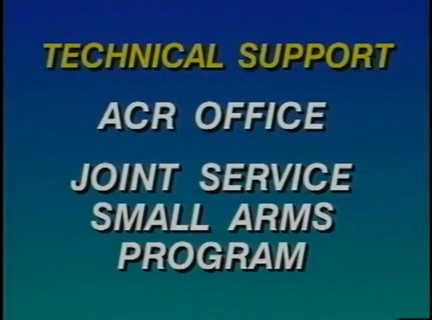 TECHNICAL SUPPORT
ACR OFFICE
JOINT SERVICE
SMALL ARMS
PROGRAM